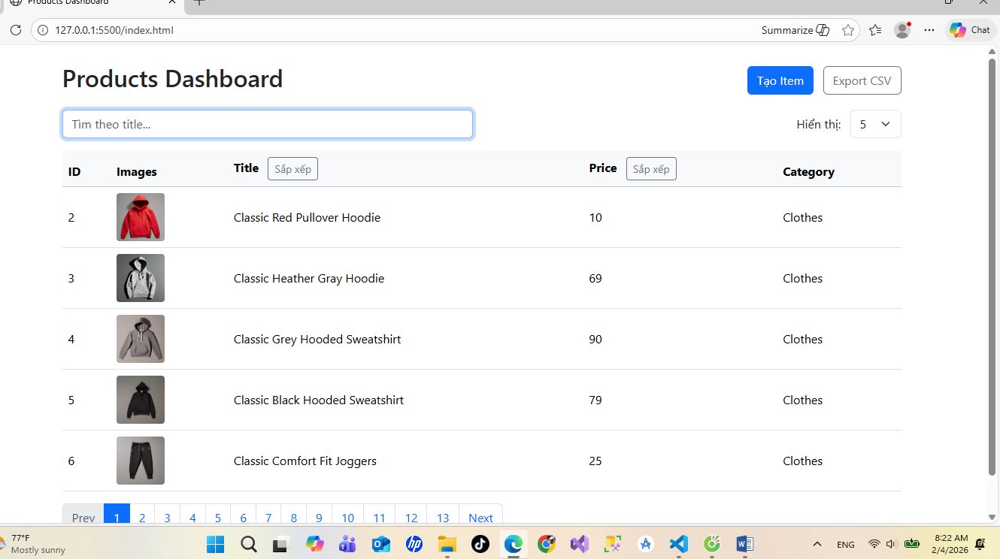 Products Dashboard
127.0.0.1:5500/index.html
Summarize
Chat
Products Dashboard
Tạo Item
Export CSV
Tìm theo title...
Hiển thị:
5
ID Images Title Sắp xếp Price Sắp xếp Category
2 Classic Red Pullover Hoodie 10 Clothes
3 Classic Heather Gray Hoodie 69 Clothes
4 Classic Grey Hooded Sweatshirt 90 Clothes
5 Classic Black Hooded Sweatshirt 79 Clothes
6 Classic Comfort Fit Joggers 25 Clothes
Prev 1 2 3 4 5 6 7 8 9 10 11 12 13 Next
77°F
Mostly sunny
hp
ENG
8:22 AM
2/4/2026